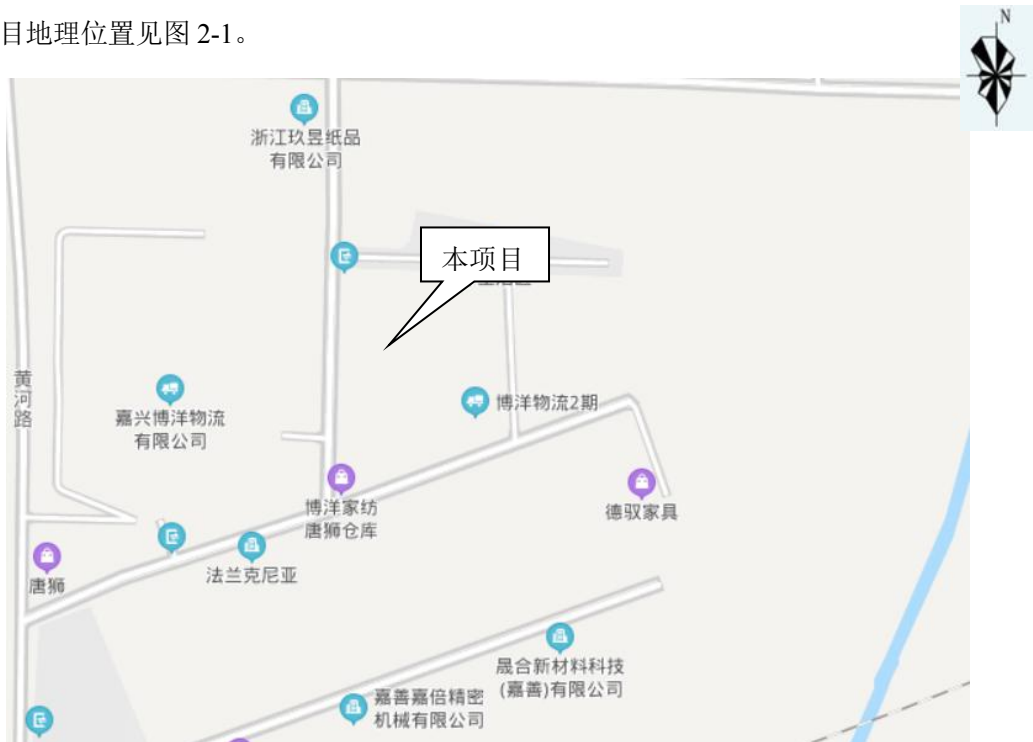 目地理位置见图 2-1。
N
浙江玖昱纸品
有限公司
本项目
黄
河
路
嘉兴博洋物流
有限公司
博洋物流2期
博洋家纺
唐狮仓库
德驭家具
法兰克尼亚
唐狮
晟合新材料科技
(嘉善)有限公司
嘉善嘉倍精密
机械有限公司